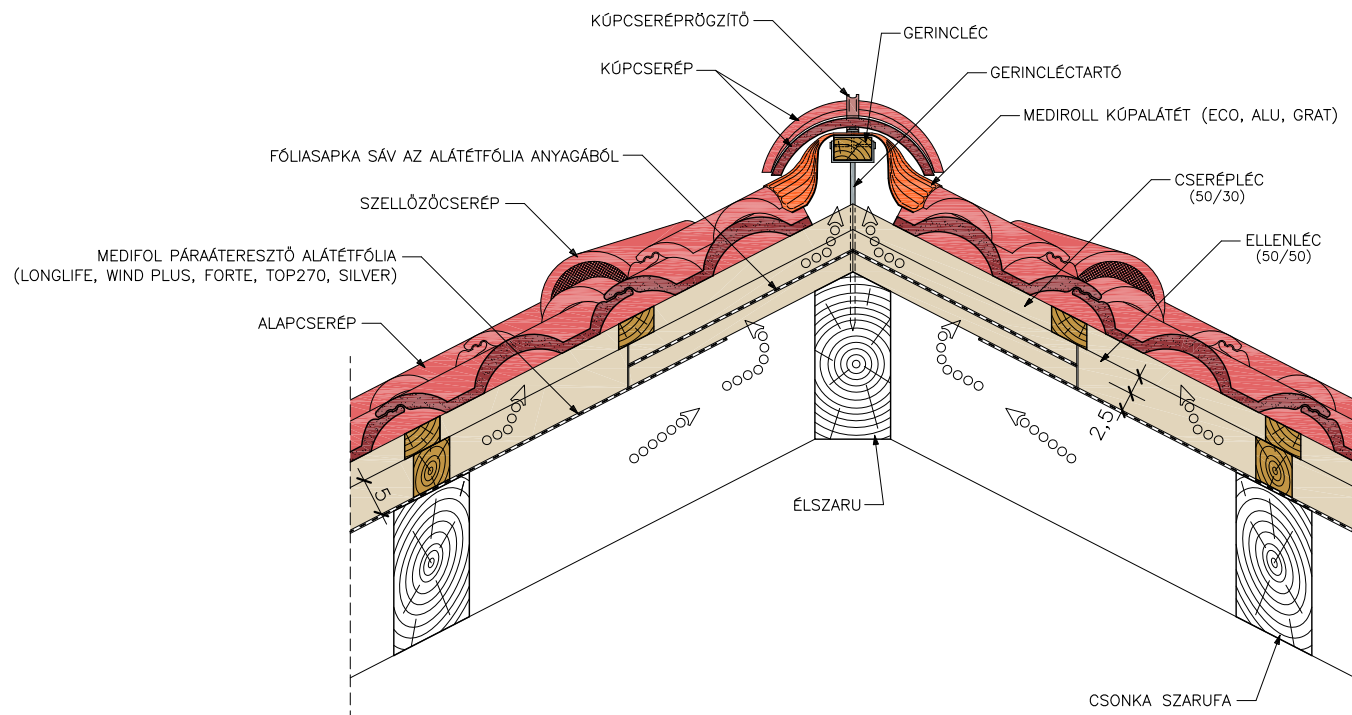 KÚPCSERÉPRÖGZÍTŐ
GERINCLÉC
KÚPCSERÉP
GERINCLÉCTARTÓ
MEDIROLL KÚPALÁTÉT (ECO, ALU, GRAT)
FÓLIASAPKA SÁV AZ ALÁTÉTFÓLIA ANYAGÁBÓL
CSERÉPLÉC
(50/30)
SZELLŐZŐCSERÉP
ELLENLÉC
(50/50)
MEDIFOL PÁRAÁTERESZTŐ ALÁTÉTFÓLIA
(LONGLIFE, WIND PLUS, FORTE, TOP270, SILVER)
ALAPCSERÉP
2,5
5
ÉLSZARU
CSONKA SZARUFA